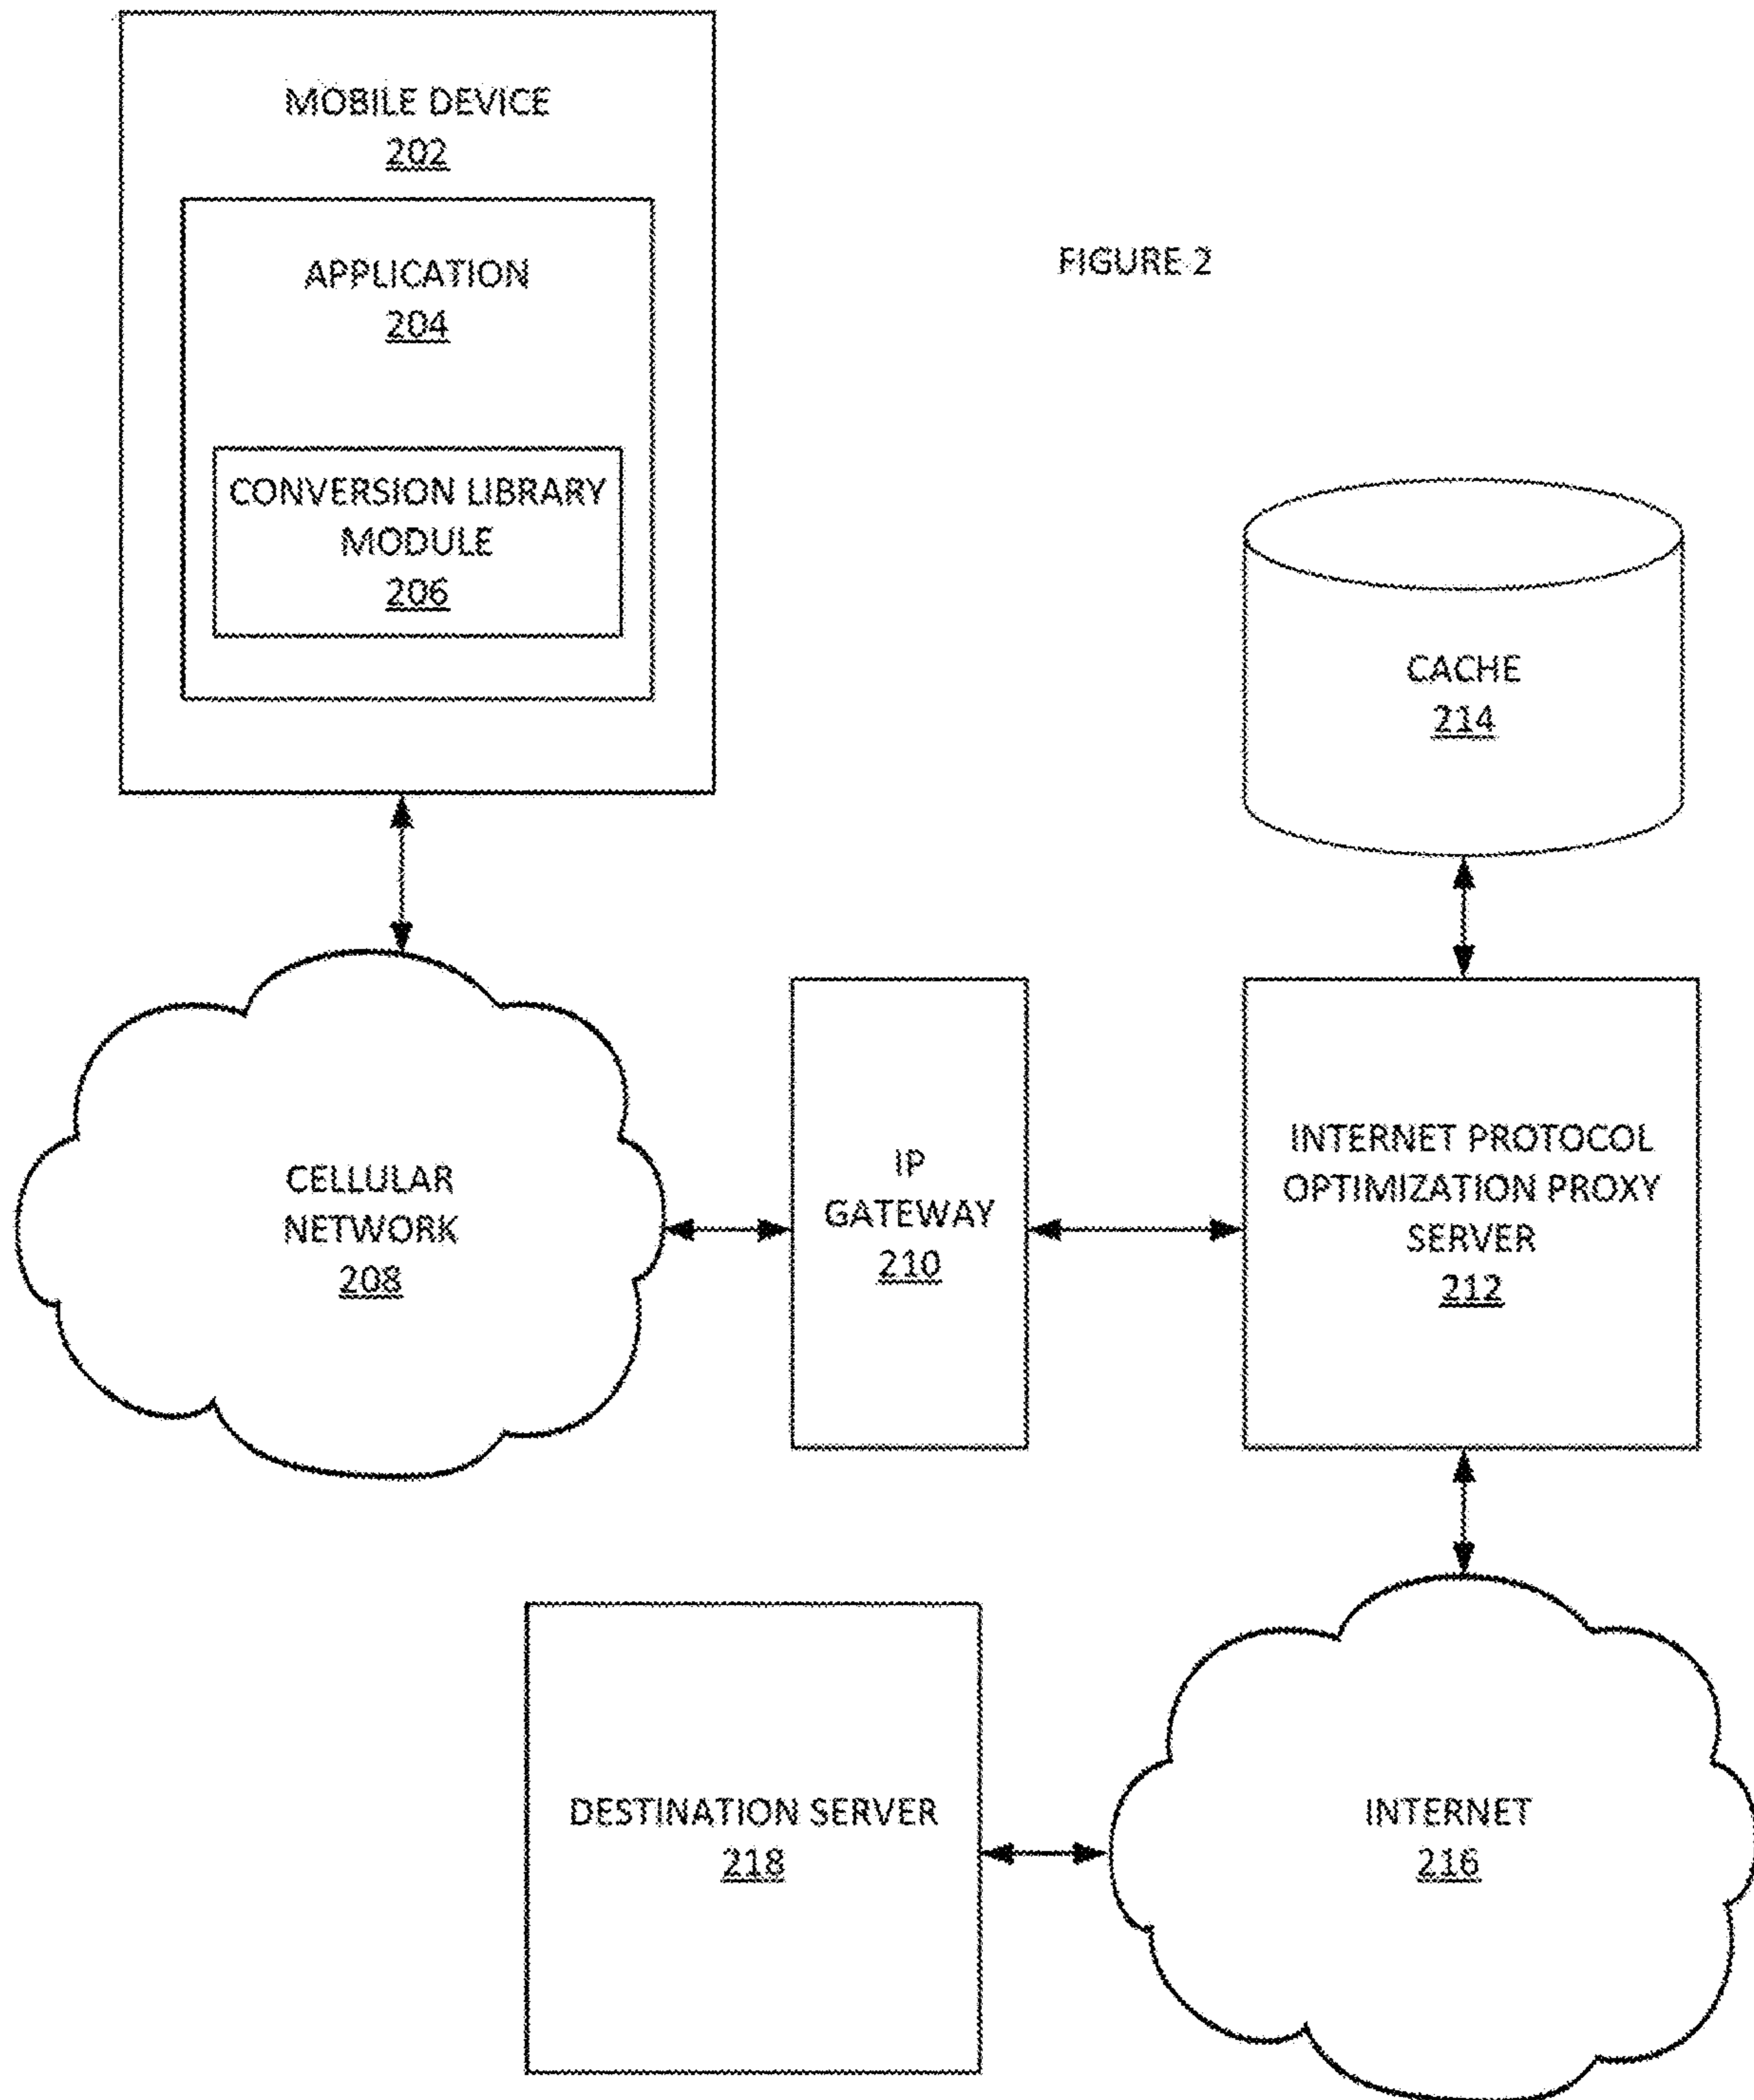 MOBILE DEVICE
202
APPLICATION
204
FIGURE 2
CONVERSION LIBRARY
MODULE
206
CACHE
214
CELLULAR
NETWORK
208
IP
GATEWAY
210
INTERNET PROTOCOL
OPTIMIZATION PROXY
SERVER
212
DESTINATION SERVER
218
INTERNET
216